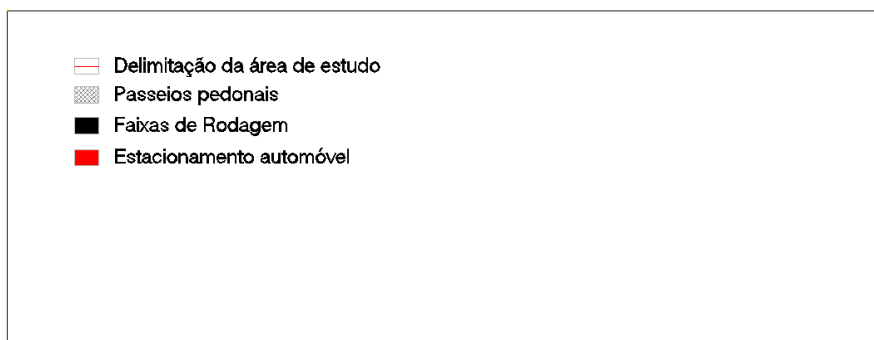 Delimitação da área de estudo
Passeios pedonais
Faixas de Rodagem
Estacionamento automóvel